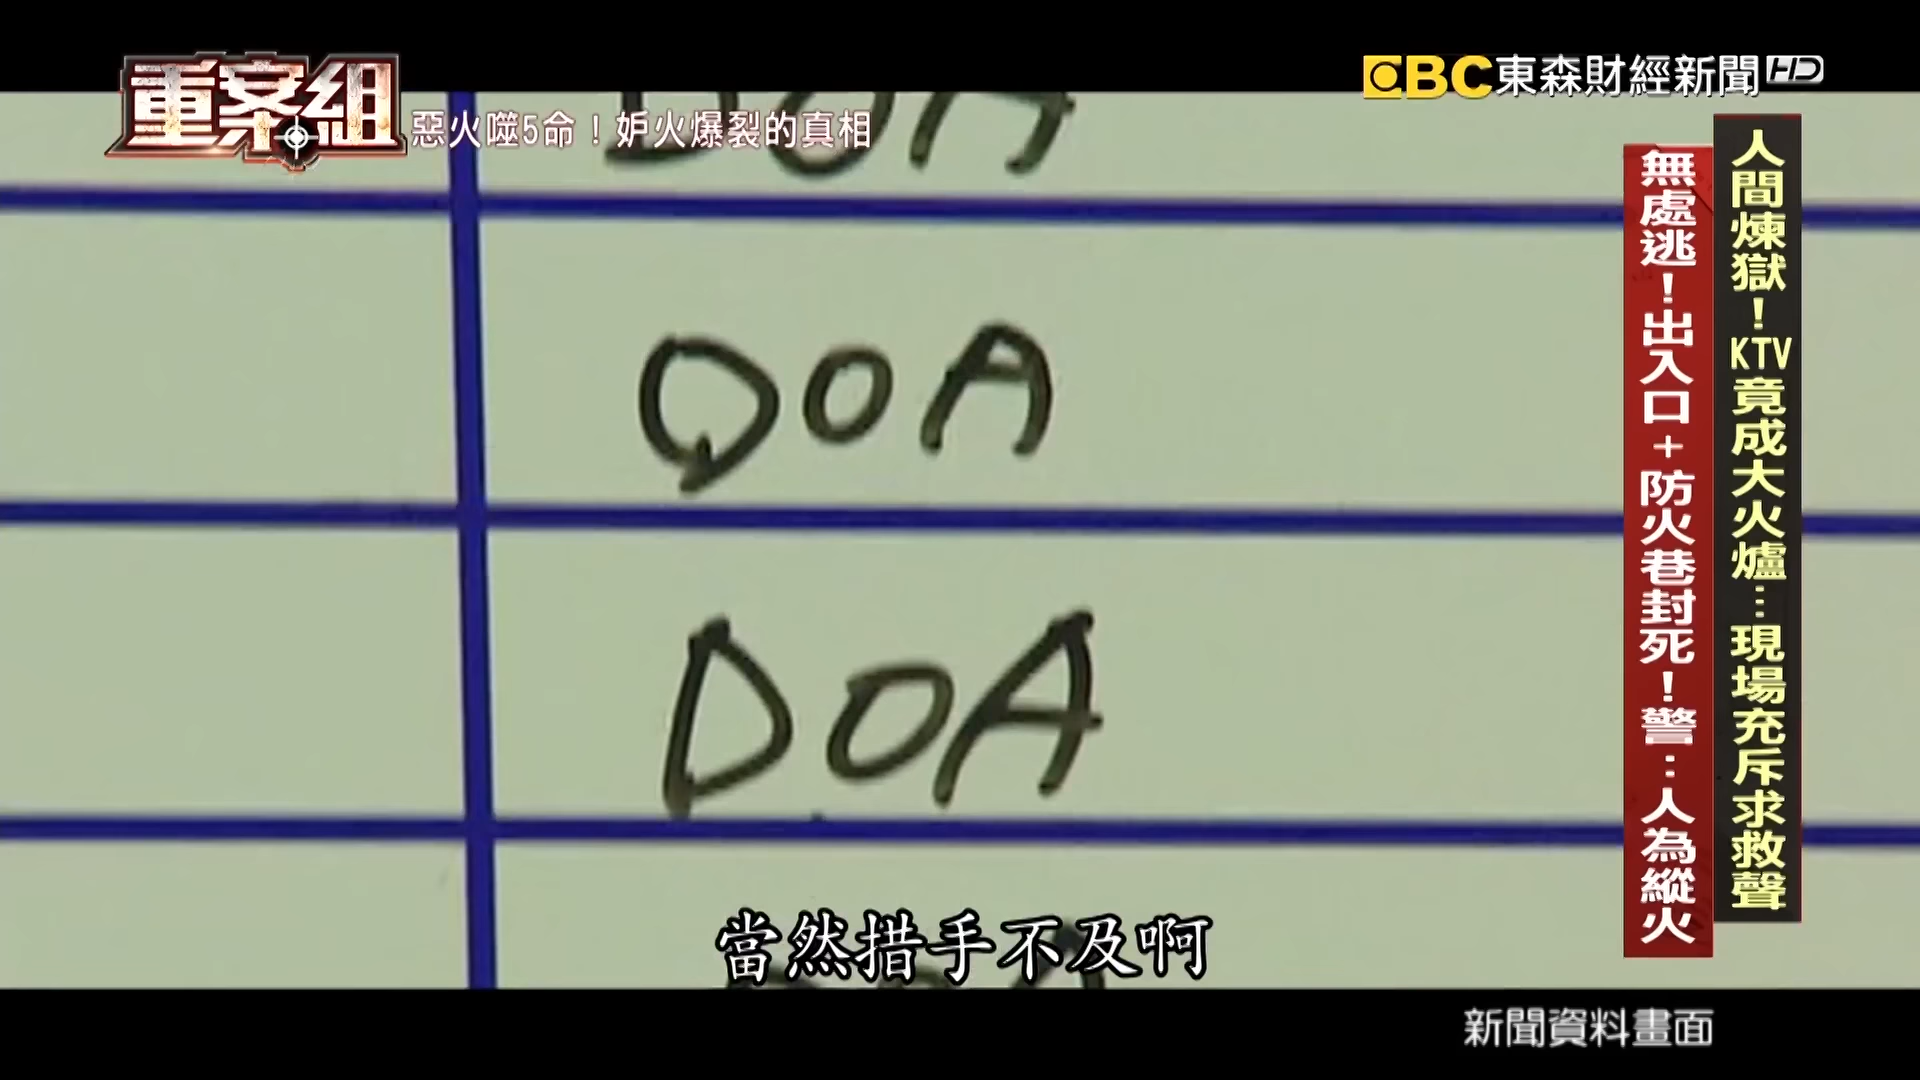 重案組
惡火噬5命！妒火爆裂的真相
EBC東森財經新聞HD
人間煉獄！KTV竟成大火爐…現場充斥求救聲
無處逃！出入口+防火巷封死！警：人為縱火
DOA
DOA
DOA
當然措手不及啊
新聞資料畫面